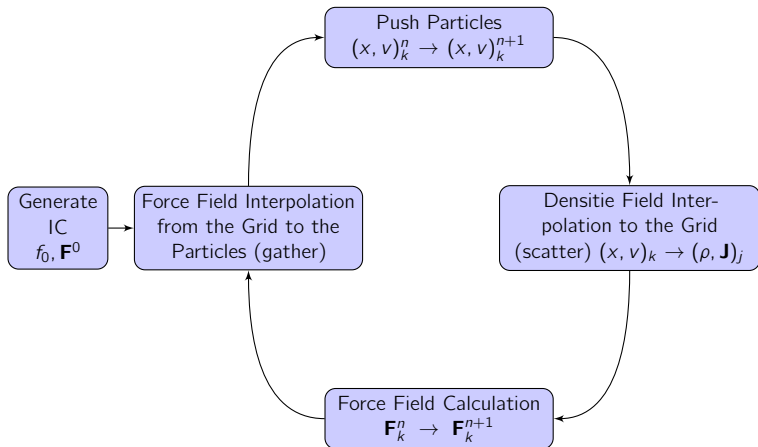 Push Particles
(x, v)ⁿₖ → (x, v)ⁿ⁺¹ₖ
Generate
IC
f₀, F⁰
Force Field Interpolation
from the Grid to the
Particles (gather)
Densitie Field Inter-
polation to the Grid
(scatter) (x, v)ₖ → (ρ, J)ⱼ
Force Field Calculation
Fⁿₖ → Fⁿ⁺¹ₖ